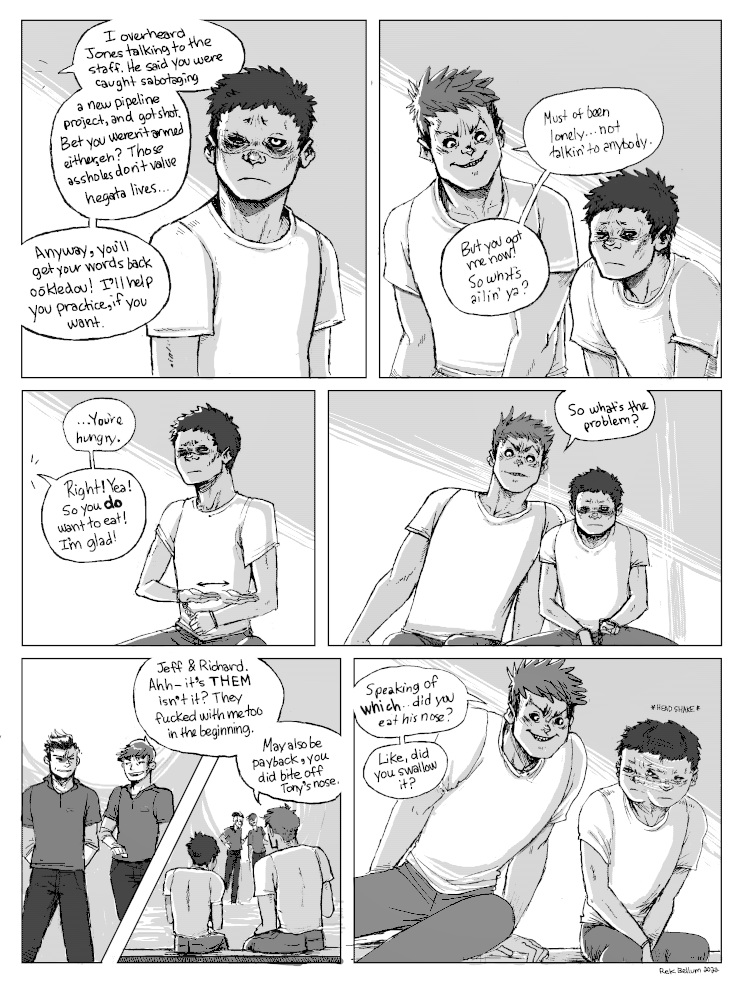 I overheard
Jones talking to the
staff. He said you were
caught sabotaging
a new pipeline
project, and got shot.
Bet you weren't armed
either, eh? Those
assholes don't value
hegata lives...
Anyway, you'll
get your words back
oökledou! I'll help
you practice, if you
want.
Must of been
lonely...not
talkin' to anybody.
But you got
me now!
So what's
ailin' ya?
...You're
hungry.
Right! Yea!
So you do
want to eat!
I'm glad!
So what's the
problem?
Jeff & Richard.
Ahh- it's THEM
isn't it? They
fucked with me too
in the beginning.
May also be
payback, you
did bite off
Tony's nose.
Speaking of
which...did you
eat his nose?
Like, did
you swallow
it?
*HEAD SHAKE*
Rek Bellum 2022